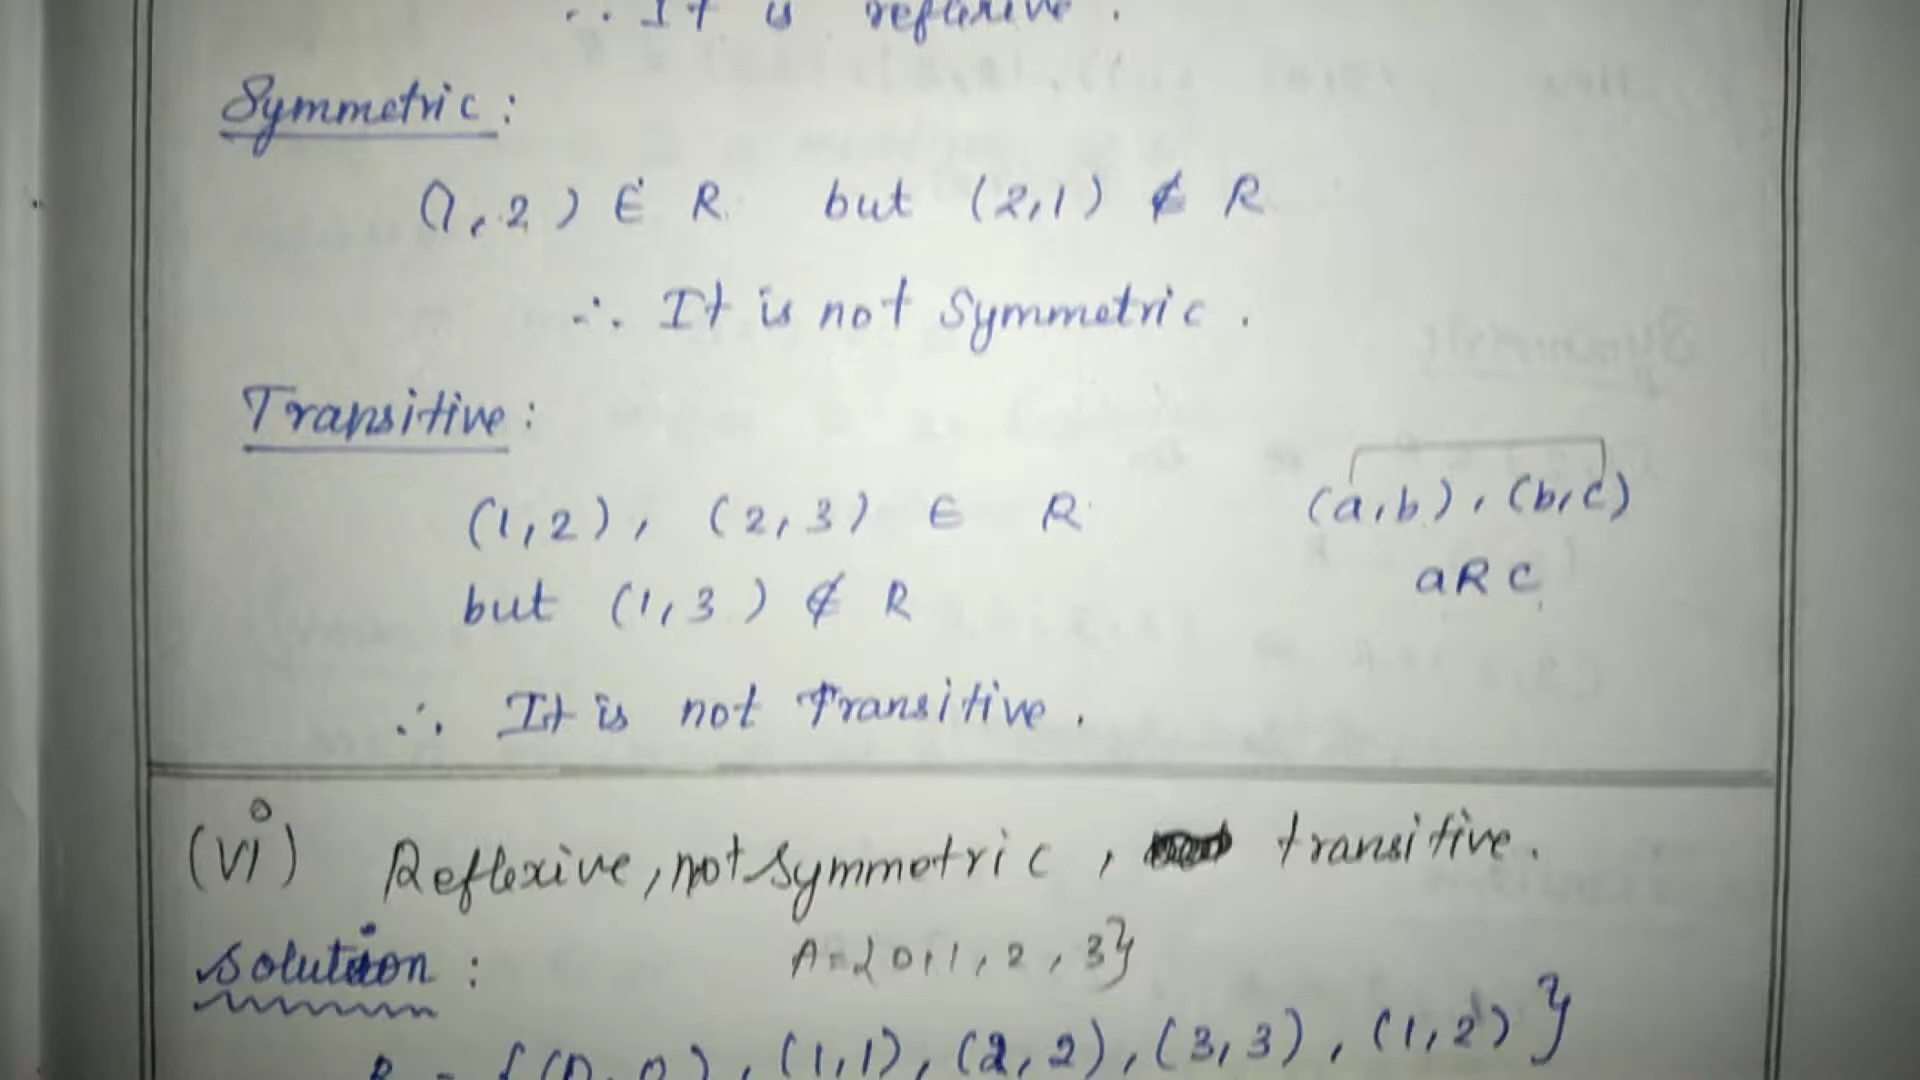 ∴ It is reflexive.
Symmetric:
(1,2) ∈ R but (2,1) ∉ R
∴ It is not Symmetric.
Transitive:
(1,2), (2,3) ∈ R
(a,b), (b,c)
but (1,3) ∉ R
aRc
∴ It is not Transitive.
(vi) Reflexive, not symmetric, transitive.
Solution:
A={0,1,2,3}
R = {(0,0), (1,1), (2,2), (3,3), (1,2)}